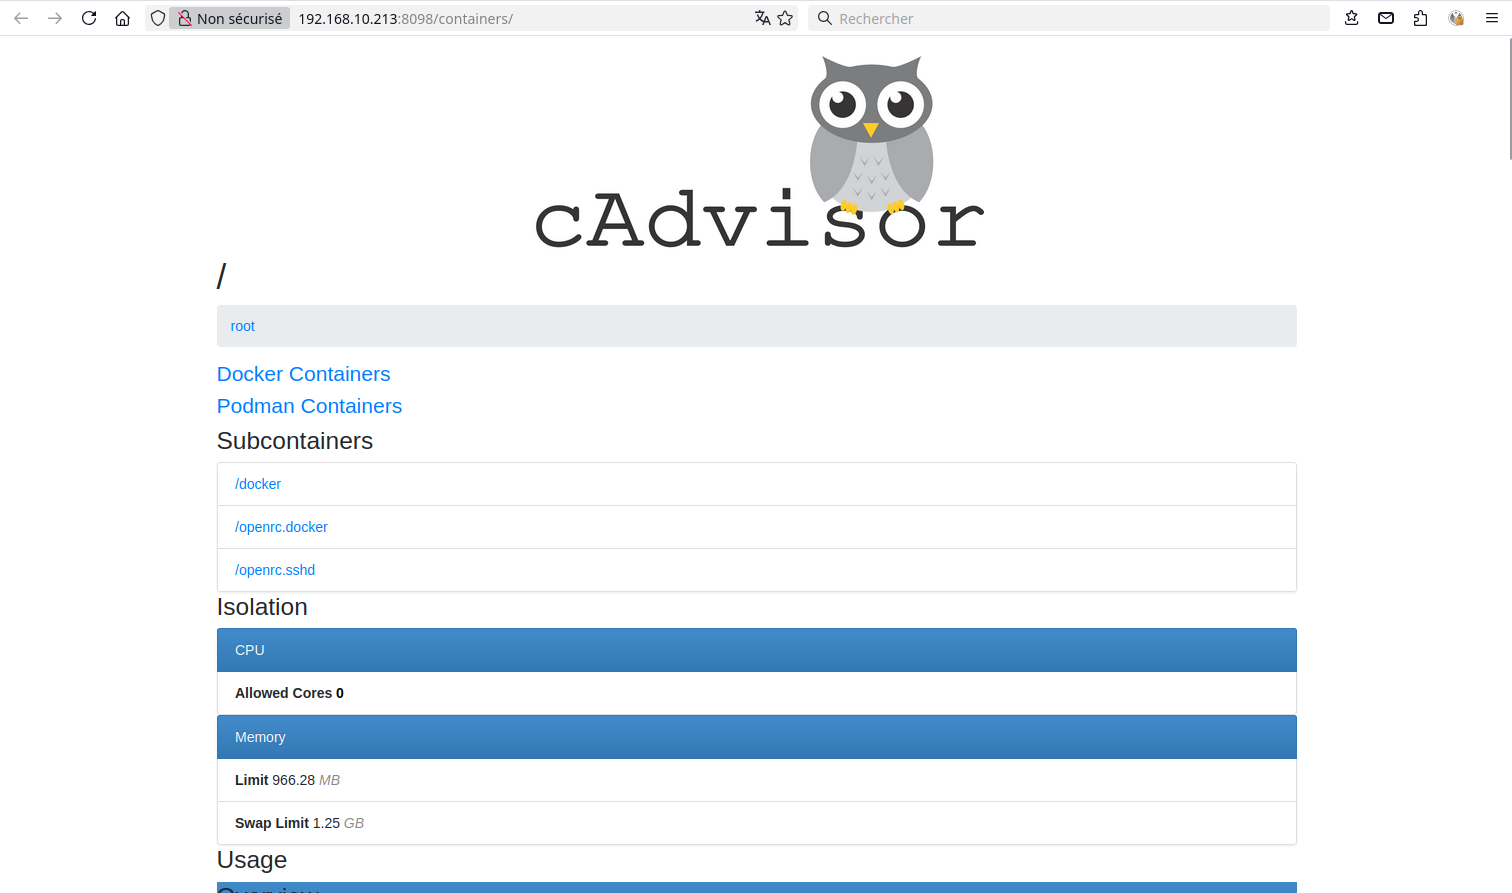 Non sécurisé 192.168.10.213:8098/containers/ Rechercher
cAdvisor
/
root
Docker Containers
Podman Containers
Subcontainers
/docker
/openrc.docker
/openrc.sshd
Isolation
CPU
Allowed Cores 0
Memory
Limit 966.28 MB
Swap Limit 1.25 GB
Usage
Overview